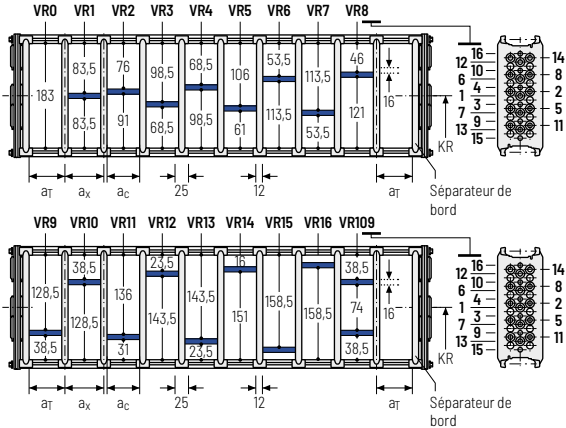 VR0 VR1 VR2 VR3 VR4 VR5 VR6 VR7 VR8
183 83,5 83,5 76 91 98,5 68,5 68,5 98,5 106 61 53,5 113,5 113,5 53,5 46 121 16
KR
16 12 10 6 4 1 3 7 9 13 15
14 8 2 5 11
aT ax ac 25 12 aT
Séparateur de
bord
VR9 VR10 VR11 VR12 VR13 VR14 VR15 VR16 VR109
128,5 38,5 38,5 128,5 136 31 23,5 143,5 143,5 23,5 16 151 158,5 158,5 38,5 74 38,5 16
KR
16 12 10 6 4 1 3 7 9 13 15
14 8 2 5 11
aT ax ac 25 12 aT
Séparateur de
bord